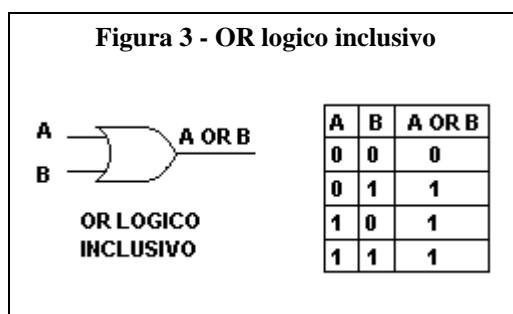 Figura 3 - OR logico inclusivo
A
A OR B
B
OR LOGICO
INCLUSIVO
A B A OR B
0 0 0
0 1 1
1 0 1
1 1 1